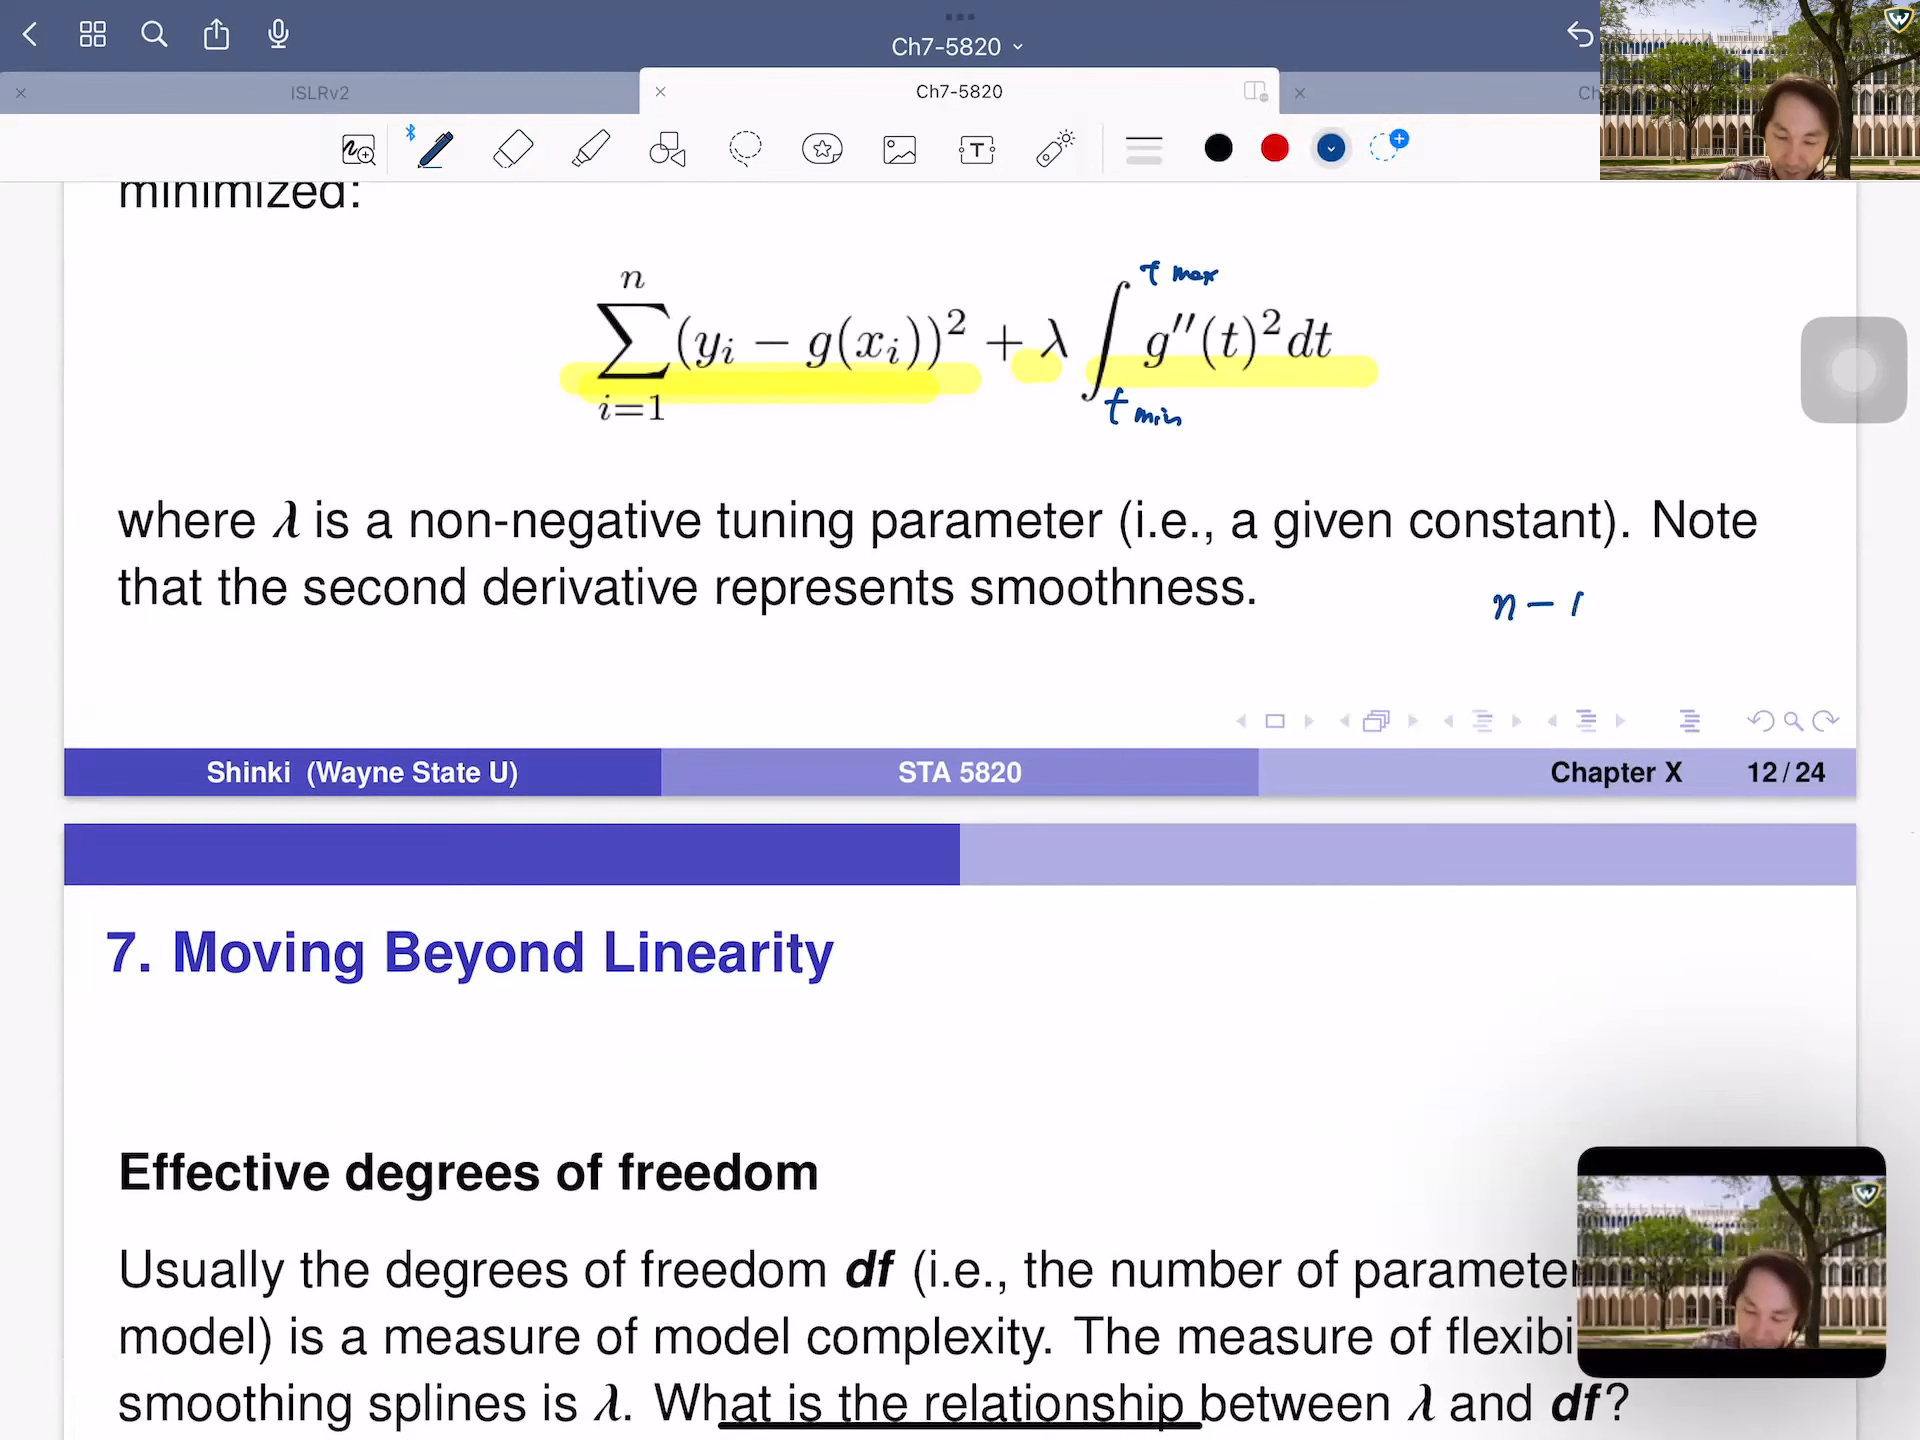 Ch7-5820
ISLRv2
Ch7-5820
minimized:
n
∑ (yᵢ − g(xᵢ))² + λ ∫ g″(t)² dt
i=1
t max
t min
where λ is a non-negative tuning parameter (i.e., a given constant). Note
that the second derivative represents smoothness.
n – 1
Shinki (Wayne State U)
STA 5820
Chapter X
12 / 24
7. Moving Beyond Linearity
Effective degrees of freedom
Usually the degrees of freedom df (i.e., the number of
model) is a measure of model complexity. The measure of
smoothing splines is λ. What is the relationship between λ and df?